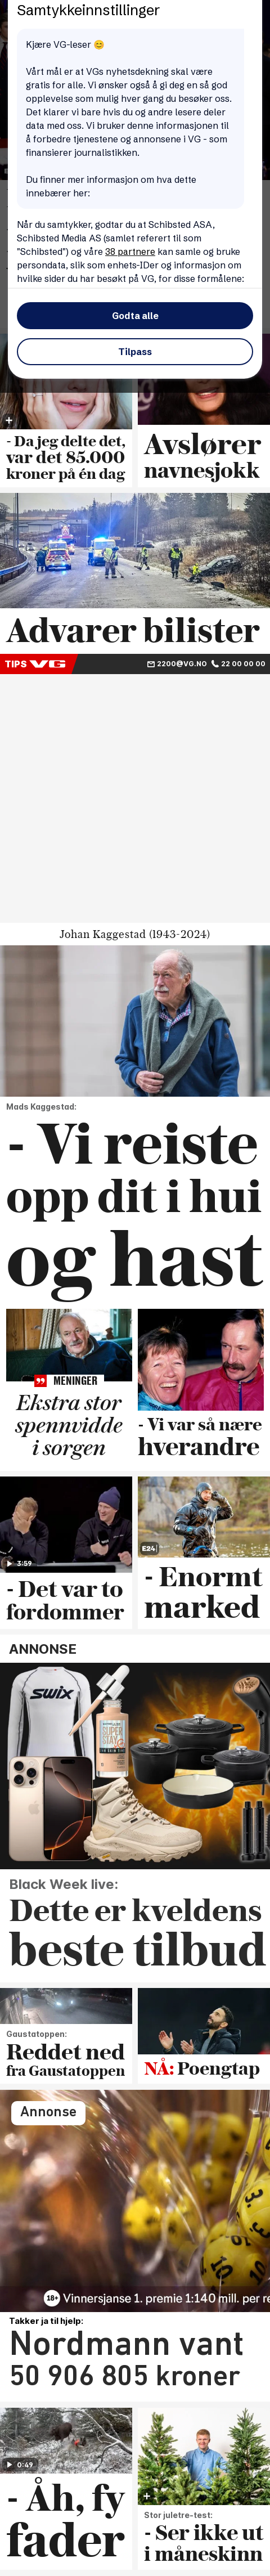 Samtykkeinnstillinger
Kjære VG-leser 😊
Vårt mål er at VGs nyhetsdekning skal være
gratis for alle. Vi ønsker også å gi deg en så god
opplevelse som mulig hver gang du besøker oss.
Det klarer vi bare hvis du og andre lesere deler
data med oss. Vi bruker denne informasjonen til
å forbedre tjenestene og annonsene i VG - som
finansierer journalistikken.
Du finner mer informasjon om hva dette
innebærer her:
Når du samtykker, godtar du at Schibsted ASA,
Schibsted Media AS (samlet referert til som
"Schibsted") og våre 38 partnere kan samle og bruke
persondata, slik som enhets-IDer og informasjon om
hvilke sider du har besøkt på VG, for disse formålene:
Godta alle
Tilpass
- Da jeg delte det,
var det 85.000
kroner på én dag
Avslører
navnesjokk
Advarer bilister
TIPS VG 2200@VG.NO 22 00 00 00
Johan Kaggestad (1943-2024)
Mads Kaggestad:
- Vi reiste
opp dit i hui
og hast
MENINGER
Ekstra stor
spennvidde
i sorgen
- Vi var så nære
hverandre
3:59
- Det var to
fordommer
E24
- Enormt
marked
ANNONSE
SWIX
Black Week live:
Dette er kveldens
beste tilbud
Gaustatoppen:
Reddet ned
fra Gaustatoppen
NÅ: Poengtap
Annonse
18+ Vinnersjanse 1. premie 1:140 mill. per re
Takker ja til hjelp:
Nordmann vant
50 906 805 kroner
0:49
- Åh, fy
fader
Stor juletre-test:
- Ser ikke ut
i måneskinn